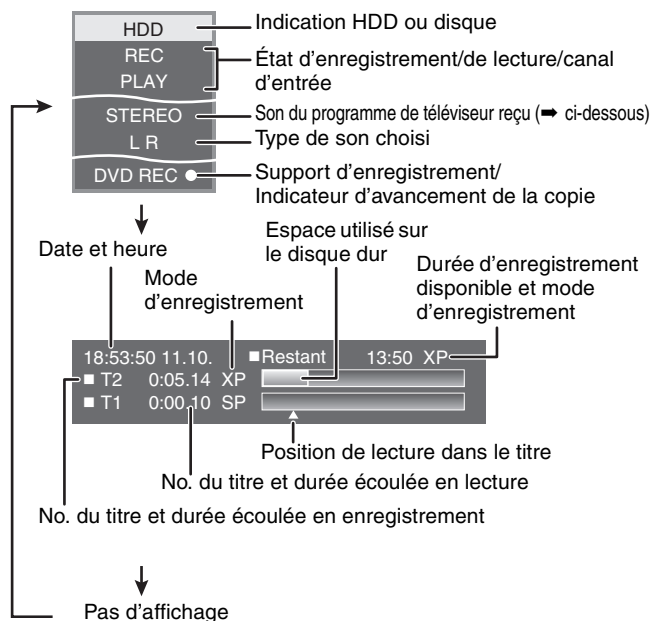 HDD
Indication HDD ou disque
REC
PLAY
État d'enregistrement/de lecture/canal
d'entrée
STEREO
Son du programme de téléviseur reçu (➡ ci-dessous)
L R
Type de son choisi
DVD REC ●
Support d'enregistrement/
Indicateur d'avancement de la copie
Date et heure
Mode
d'enregistrement
Espace utilisé sur
le disque dur
Durée d'enregistrement
disponible et mode
d'enregistrement
18:53:50 11.10. ■Restant 13:50 XP
■ T2 0:05.14 XP
■ T1 0:00.10 SP
Position de lecture dans le titre
No. du titre et durée écoulée en lecture
No. du titre et durée écoulée en enregistrement
Pas d'affichage